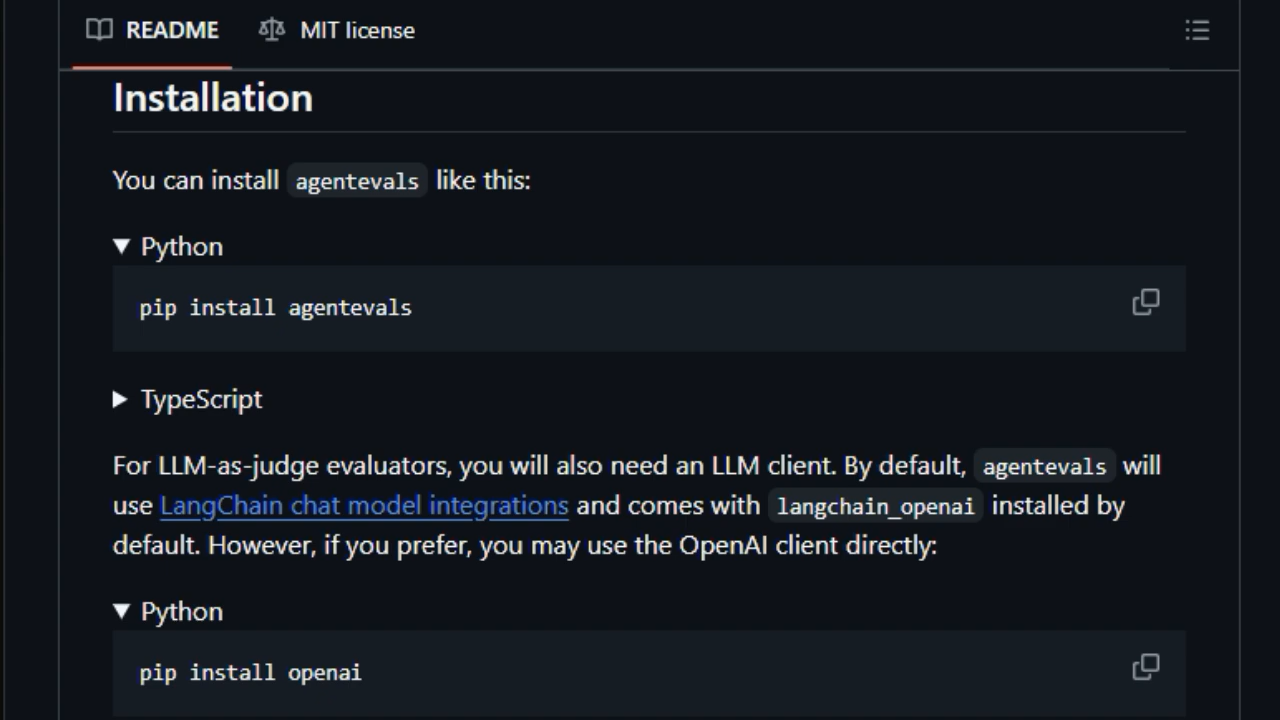 README
MIT license
Installation
You can install agentevals like this:
Python
pip install agentevals
TypeScript
For LLM-as-judge evaluators, you will also need an LLM client. By default, agentevals will
use LangChain chat model integrations and comes with langchain_openai installed by
default. However, if you prefer, you may use the OpenAI client directly:
Python
pip install openai